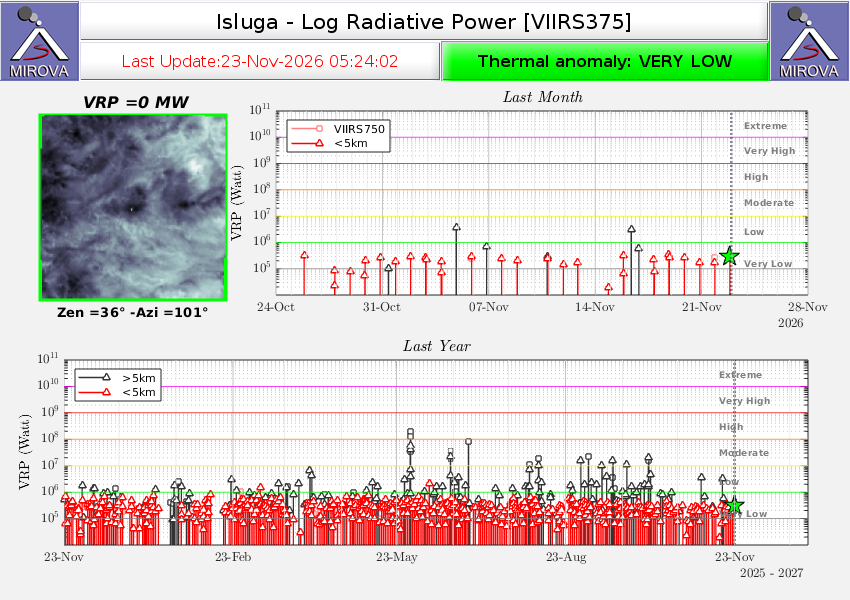 Isluga - Log Radiative Power [VIIRS375]
MIROVA
Last Update:23-Nov-2026 05:24:02
Thermal anomaly: VERY LOW
MIROVA
VRP =0 MW
Zen =36° -Azi =101°
Last Month
VRP (Watt)
10^11
10^10
10^9
10^8
10^7
10^6
10^5
VIIRS750
<5km
Extreme
Very High
High
Moderate
Low
Very Low
24-Oct
31-Oct
07-Nov
14-Nov
21-Nov
28-Nov
2026
Last Year
VRP (Watt)
10^11
10^10
10^9
10^8
10^7
10^6
10^5
>5km
<5km
Extreme
Very High
High
Moderate
Low
Low
23-Nov
23-Feb
23-May
23-Aug
23-Nov
2025 - 2027